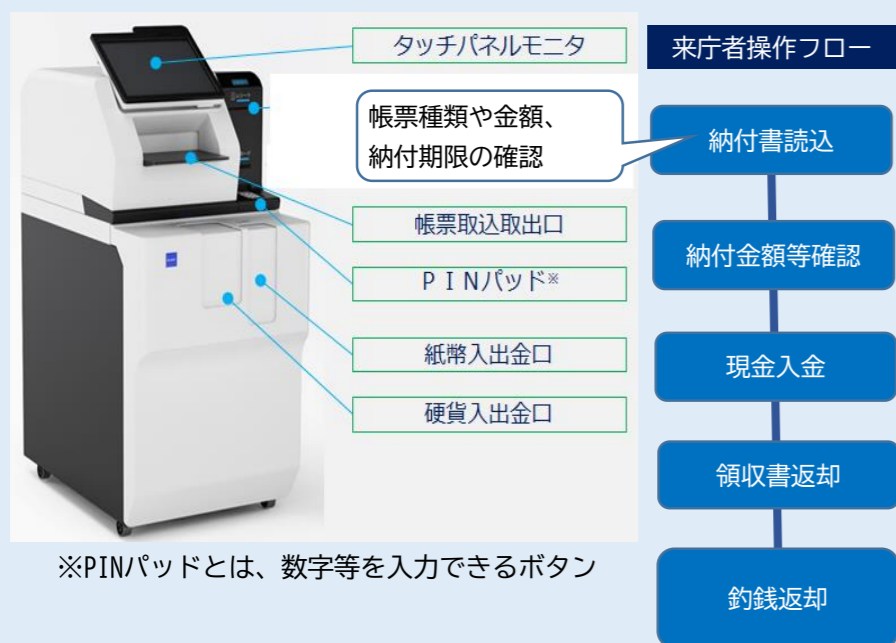 タッチパネルモニタ
帳票種類や金額、
納付期限の確認
帳票取込取出口
ＰＩＮパッド※
紙幣入出金口
硬貨入出金口
※PINパッドとは、数字等を入力できるボタン
来庁者操作フロー
納付書読込
納付金額等確認
現金入金
領収書返却
釣銭返却